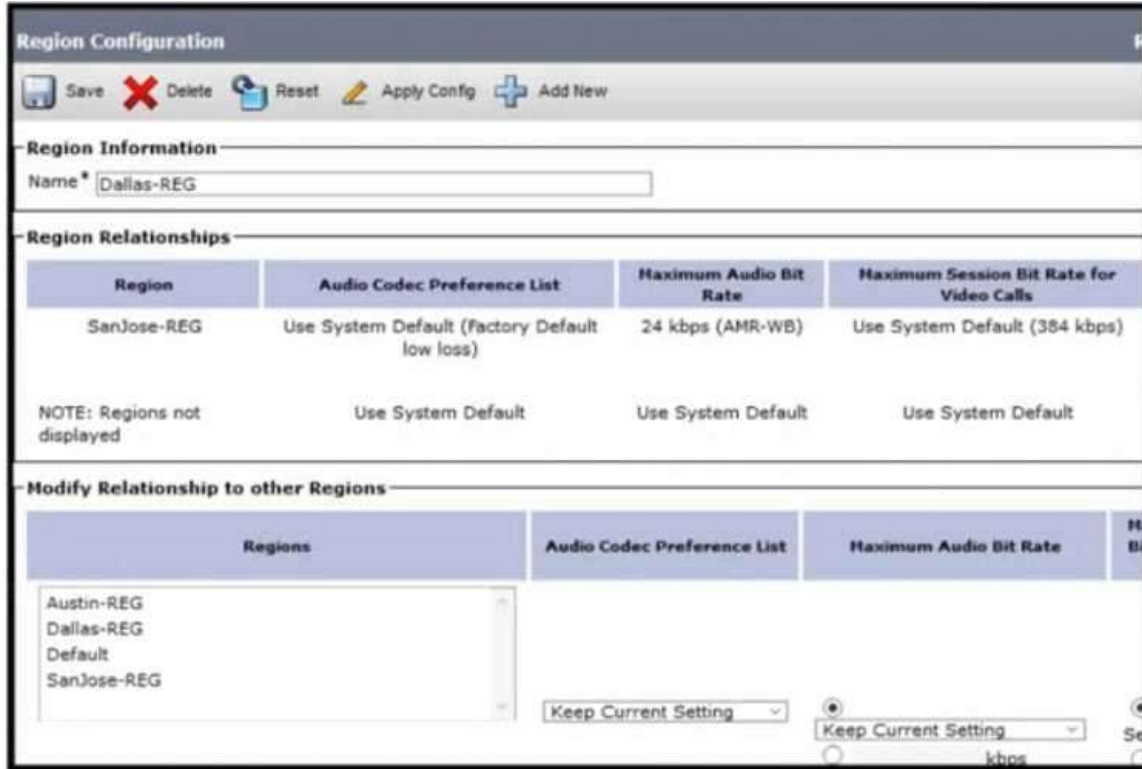 Region Configuration
Save Delete Reset Apply Config Add New
Region Information
Name* Dallas-REG
Region Relationships
Region Audio Codec Preference List Maximum Audio Bit Rate Maximum Session Bit Rate for Video Calls
SanJose-REG Use System Default (Factory Default low loss) 24 kbps (AMR-WB) Use System Default (384 kbps)
NOTE: Regions not displayed Use System Default Use System Default Use System Default
Modify Relationship to other Regions
Regions Audio Codec Preference List Maximum Audio Bit Rate
Austin-REG
Dallas-REG
Default
SanJose-REG
Keep Current Setting Keep Current Setting
kbps